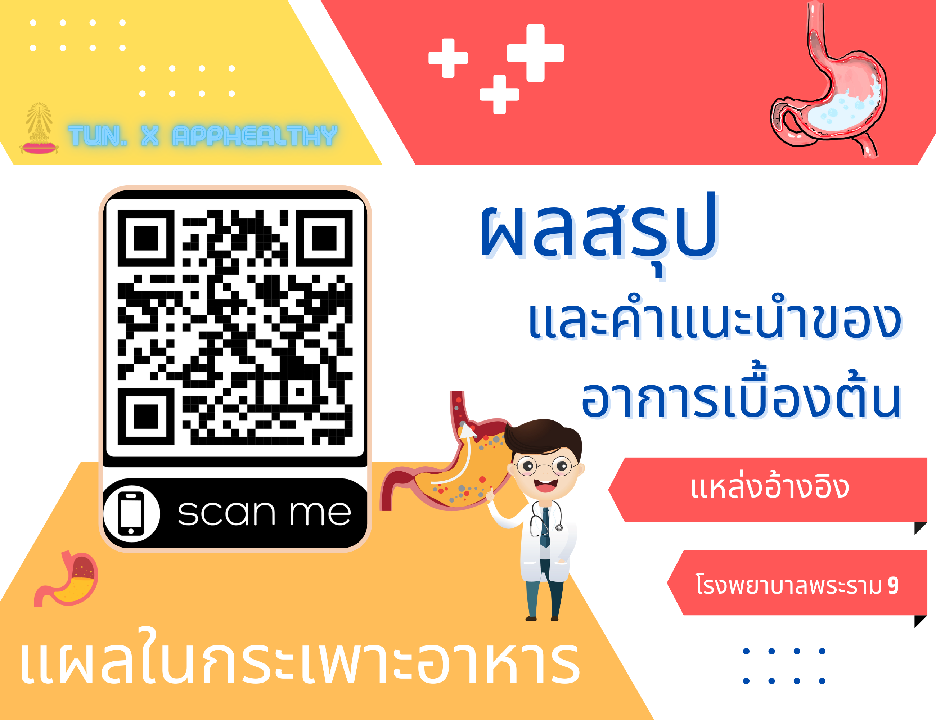 TUN. X APPHEALTHY
ผลสรุป
และคำแนะนำของ
อาการเบื้องต้น
แหล่งอ้างอิง
scan me
โรงพยาบาลพระราม 9
แผลในกระเพาะอาหาร